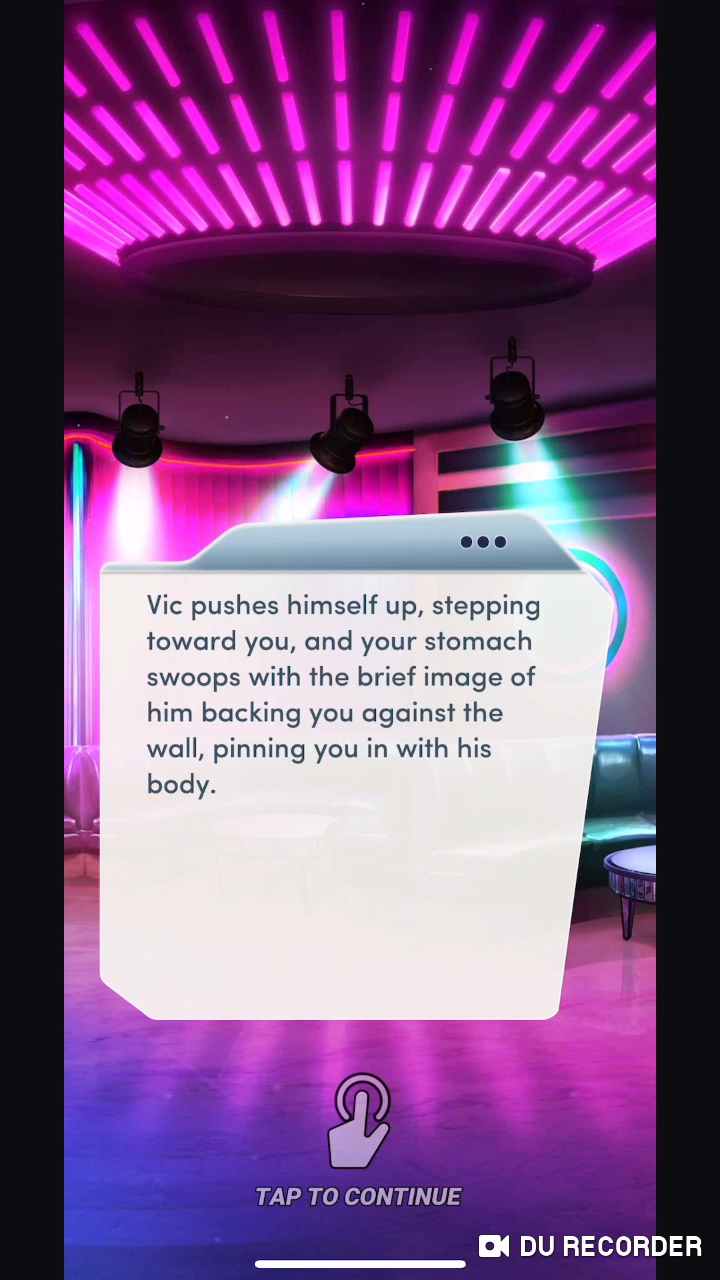 Vic pushes himself up, stepping
toward you, and your stomach
swoops with the brief image of
him backing you against the
wall, pinning you in with his
body.
TAP TO CONTINUE
DU RECORDER